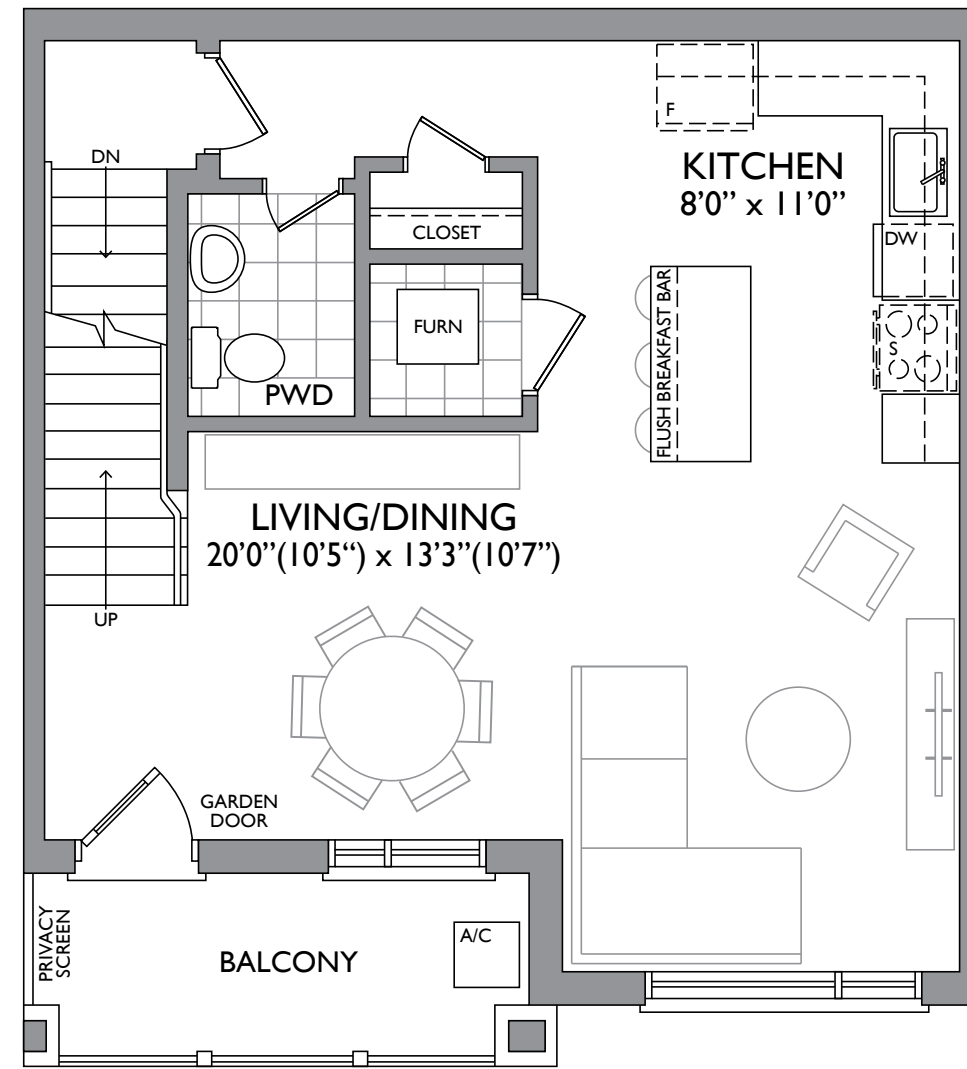 DN
F
KITCHEN
8’0” x 11’0”
CLOSET
DW
FURN
FLUSH BREAKFAST BAR
S
PWD
LIVING/DINING
20’0”(10’5“) x 13’3”(10’7”)
UP
GARDEN
DOOR
PRIVACY
SCREEN
A/C
BALCONY